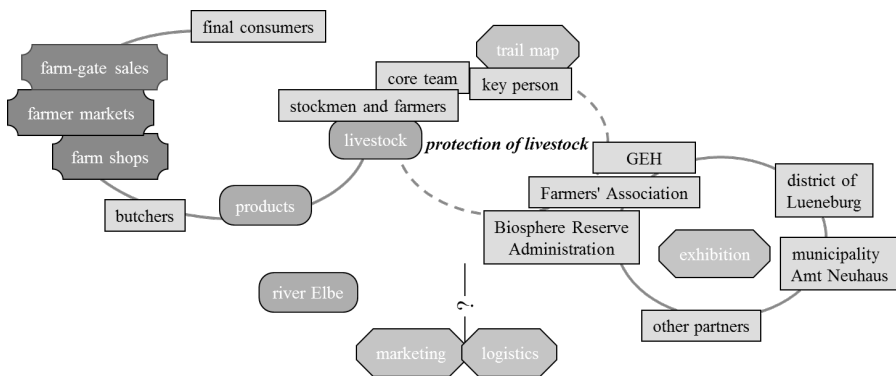 final consumers
farm-gate sales
farmer markets
farm shops
butchers
products
livestock
stockmen and farmers
core team
key person
trail map
protection of livestock
GEH
Farmers' Association
Biosphere Reserve
Administration
district of
Lueneburg
exhibition
municipality
Amt Neuhaus
other partners
river Elbe
?
marketing
logistics